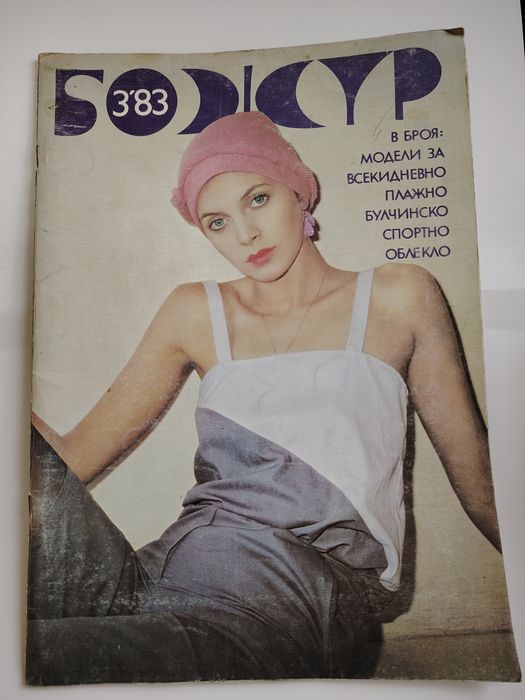 БОЖУР
3'83
В БРОЯ:
МОДЕЛИ ЗА
ВСЕКИДНЕВНО
ПЛАЖНО
БУЛЧИНСКО
СПОРТНО
ОБЛЕКЛО